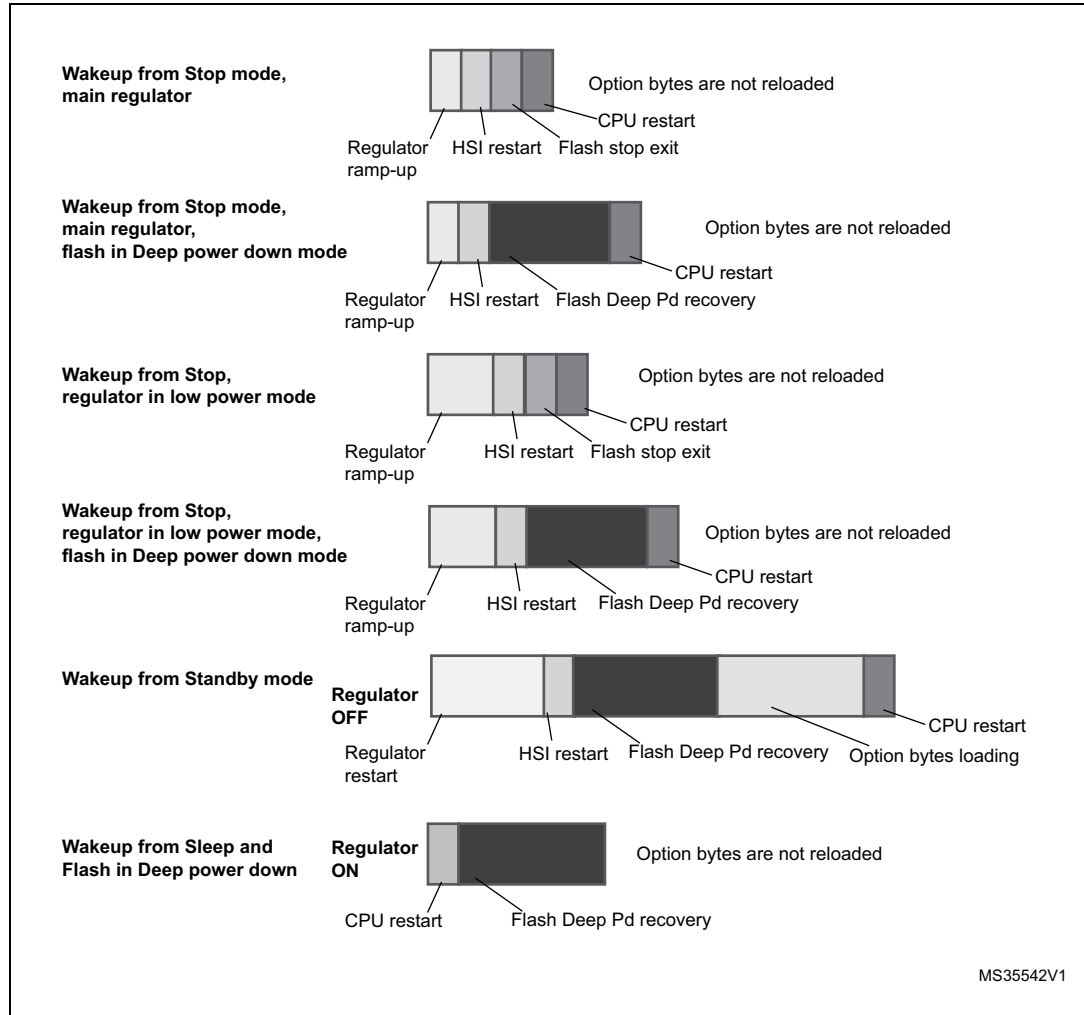 Wakeup from Stop mode,
main regulator
Option bytes are not reloaded
CPU restart
Regulator
ramp-up
HSI restart
Flash stop exit
Wakeup from Stop mode,
main regulator,
flash in Deep power down mode
Option bytes are not reloaded
CPU restart
Regulator
ramp-up
HSI restart
Flash Deep Pd recovery
Wakeup from Stop,
regulator in low power mode
Option bytes are not reloaded
CPU restart
Regulator
ramp-up
HSI restart
Flash stop exit
Wakeup from Stop,
regulator in low power mode,
flash in Deep power down mode
Option bytes are not reloaded
CPU restart
Regulator
ramp-up
HSI restart
Flash Deep Pd recovery
Wakeup from Standby mode
Regulator
OFF
CPU restart
Regulator
restart
HSI restart
Flash Deep Pd recovery
Option bytes loading
Wakeup from Sleep and
Flash in Deep power down
Regulator
ON
Option bytes are not reloaded
CPU restart
Flash Deep Pd recovery
MS35542V1